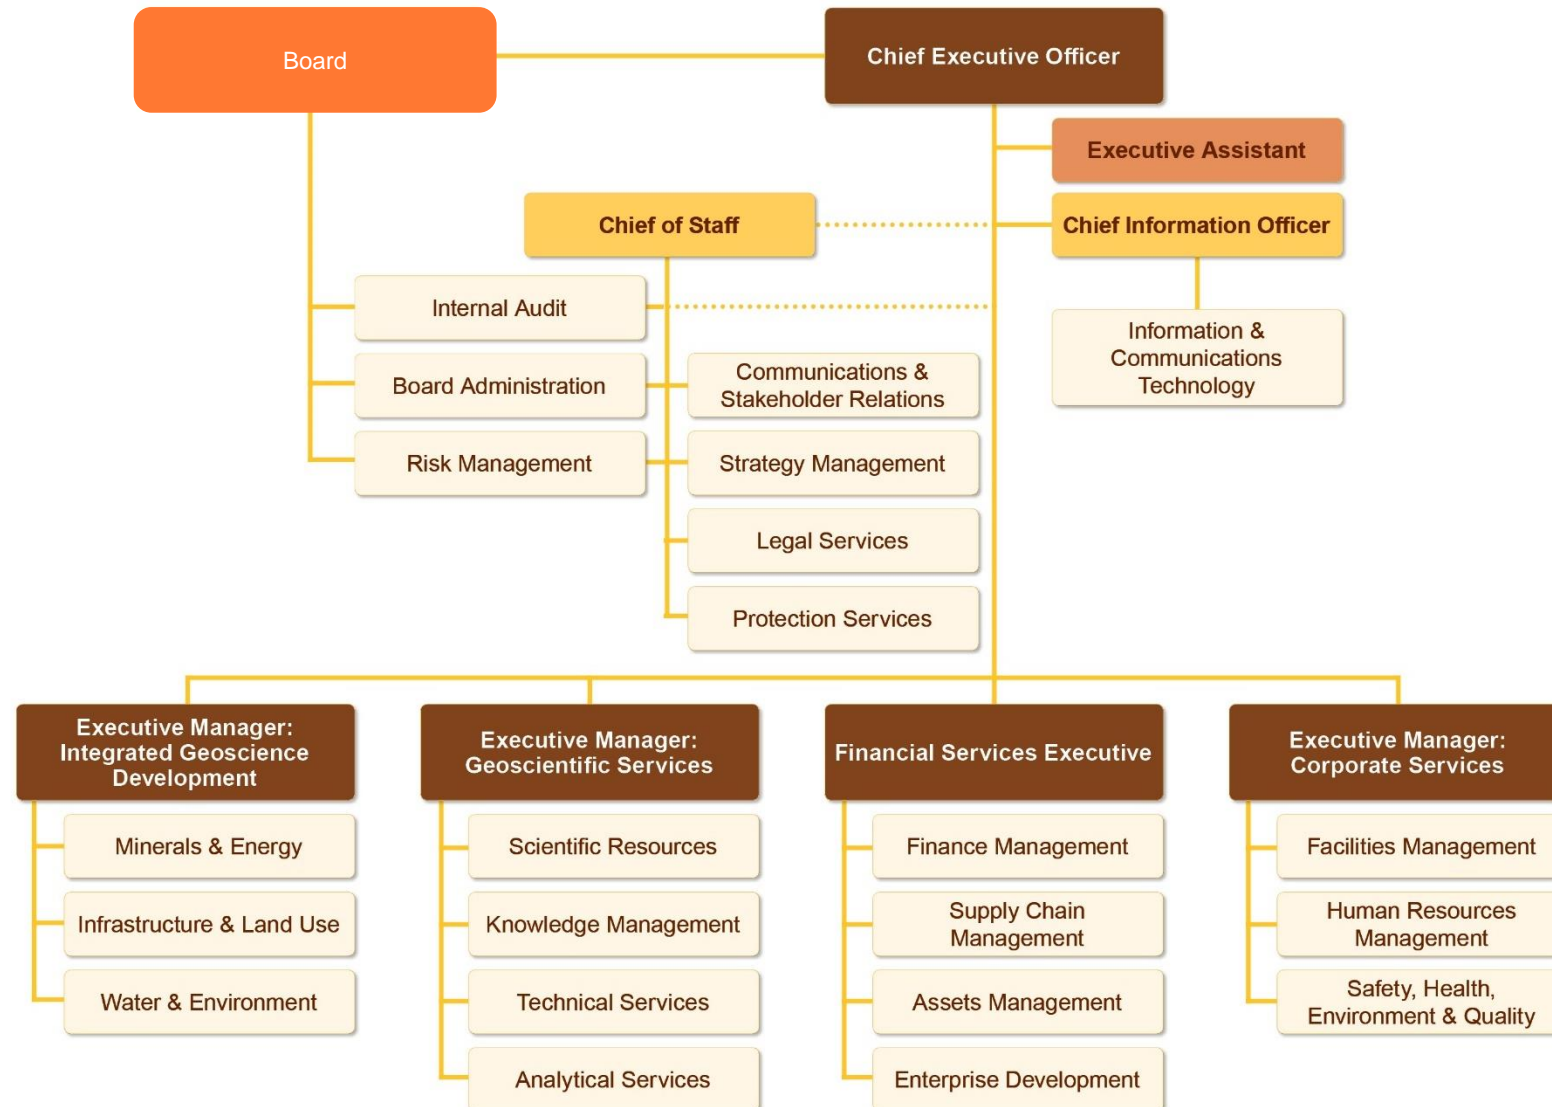 Board
Chief Executive Officer
Executive Assistant
Chief of Staff
Chief Information Officer
Internal Audit
Information &
Communications
Technology
Board Administration
Communications &
Stakeholder Relations
Risk Management
Strategy Management
Legal Services
Protection Services
Executive Manager:
Integrated Geoscience
Development
Executive Manager:
Geoscientific Services
Financial Services Executive
Executive Manager:
Corporate Services
Minerals & Energy
Scientific Resources
Finance Management
Facilities Management
Infrastructure & Land Use
Knowledge Management
Supply Chain
Management
Human Resources
Management
Water & Environment
Technical Services
Assets Management
Safety, Health,
Environment & Quality
Analytical Services
Enterprise Development